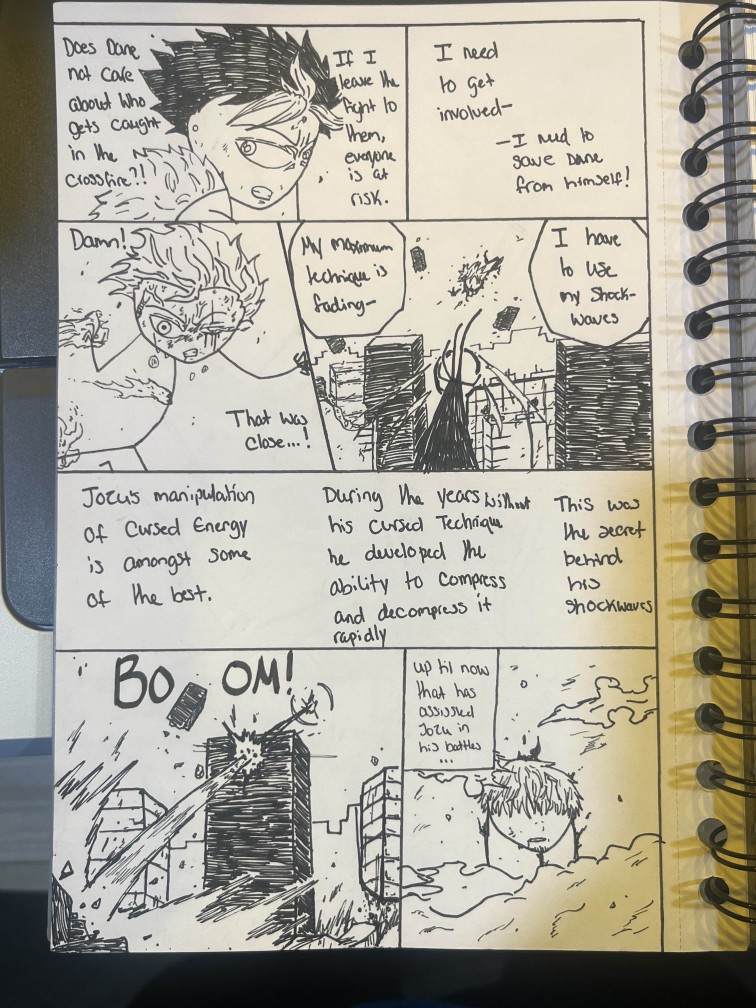 Does Dane
not care
about who
gets caught
in the
crossfire?!
If I
leave the
fight to
them,
everyone
is at
risk.
I need
to get
involved-
-I need to
save Dane
from himself!
Damn!
That was
close...!
My maximum
technique is
fading-
I have
to use
my shock-
waves
Jozu's manipulation
of Cursed Energy
is amongst some
of the best.
During the years without
his cursed Technique
he developed the
ability to compress
and decompress it
rapidly
This was
the secret
behind
his
shockwaves
BOOM!
up til now
that has
assissted
Jozu in
his battles
...